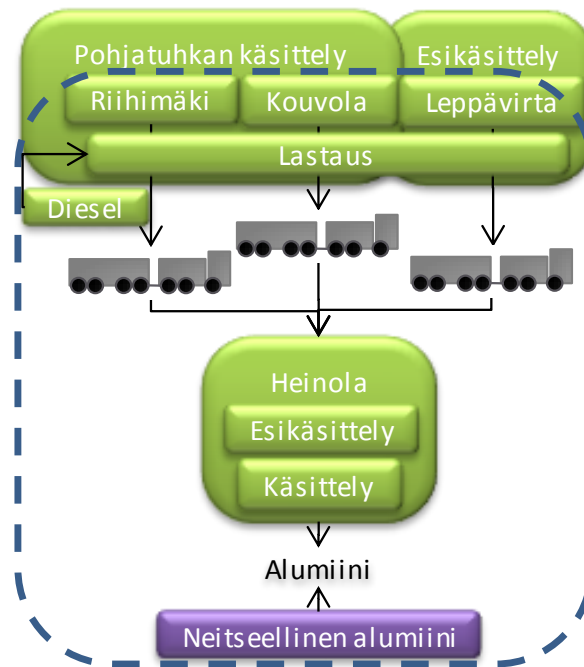 Pohjatuhkan käsittely
Esikäsittely
Riihimäki
Kouvola
Leppävirta
Lastaus
Diesel
Heinola
Esikäsittely
Käsittely
Alumiini
Neitseellinen alumiini